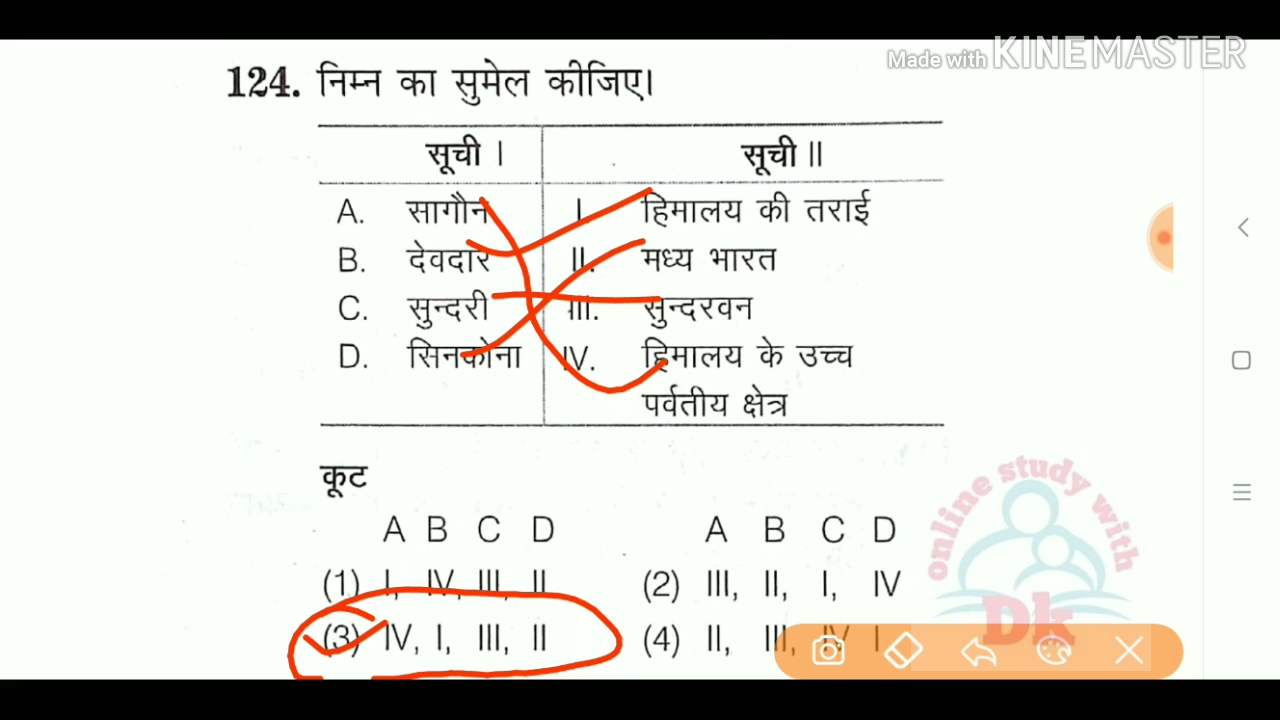 Made with KINEMASTER
124. निम्न का सुमेल कीजिए।
सूची I सूची II
A. सागौन I. हिमालय की तराई
B. देवदार II. मध्य भारत
C. सुन्दरी III. सुन्दरवन
D. सिनकोना IV. हिमालय के उच्च
पर्वतीय क्षेत्र
कूट
A B C D A B C D
(1) I, IV, III, II (2) III, II, I, IV
(3) IV, I, III, II (4) II, III, IV I
online study with
Dk